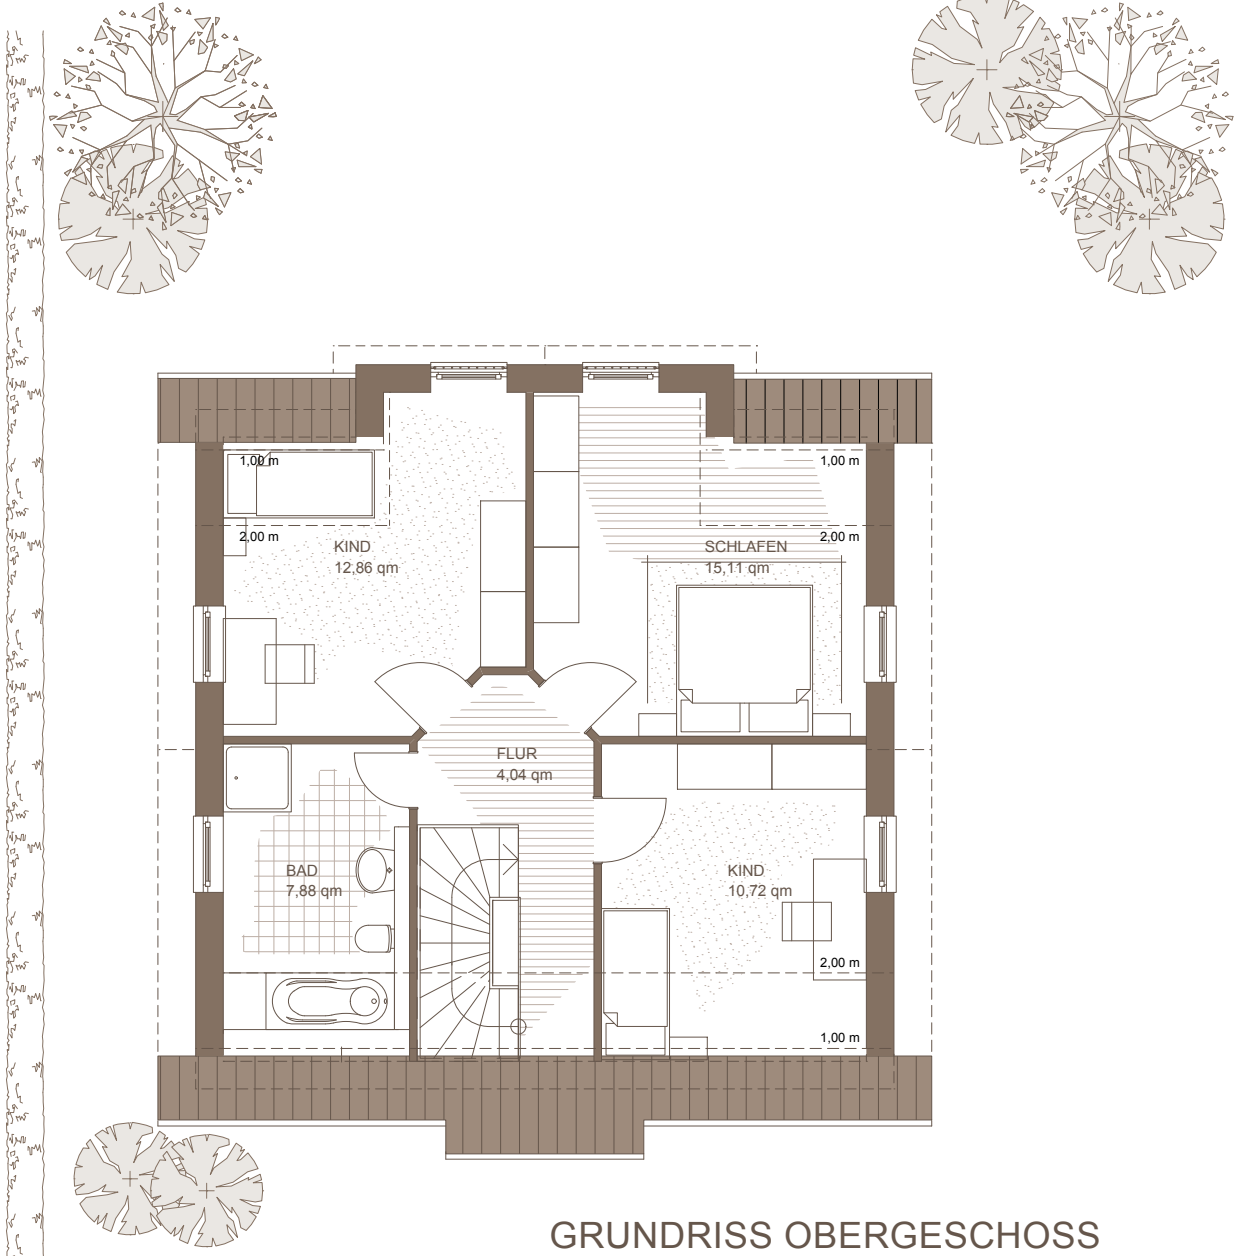 1,00 m
1,00 m
2,00 m
2,00 m
KIND
12,86 qm
SCHLAFEN
15,11 qm
FLUR
4,04 qm
BAD
7,88 qm
KIND
10,72 qm
2,00 m
1,00 m
GRUNDRISS OBERGESCHOSS